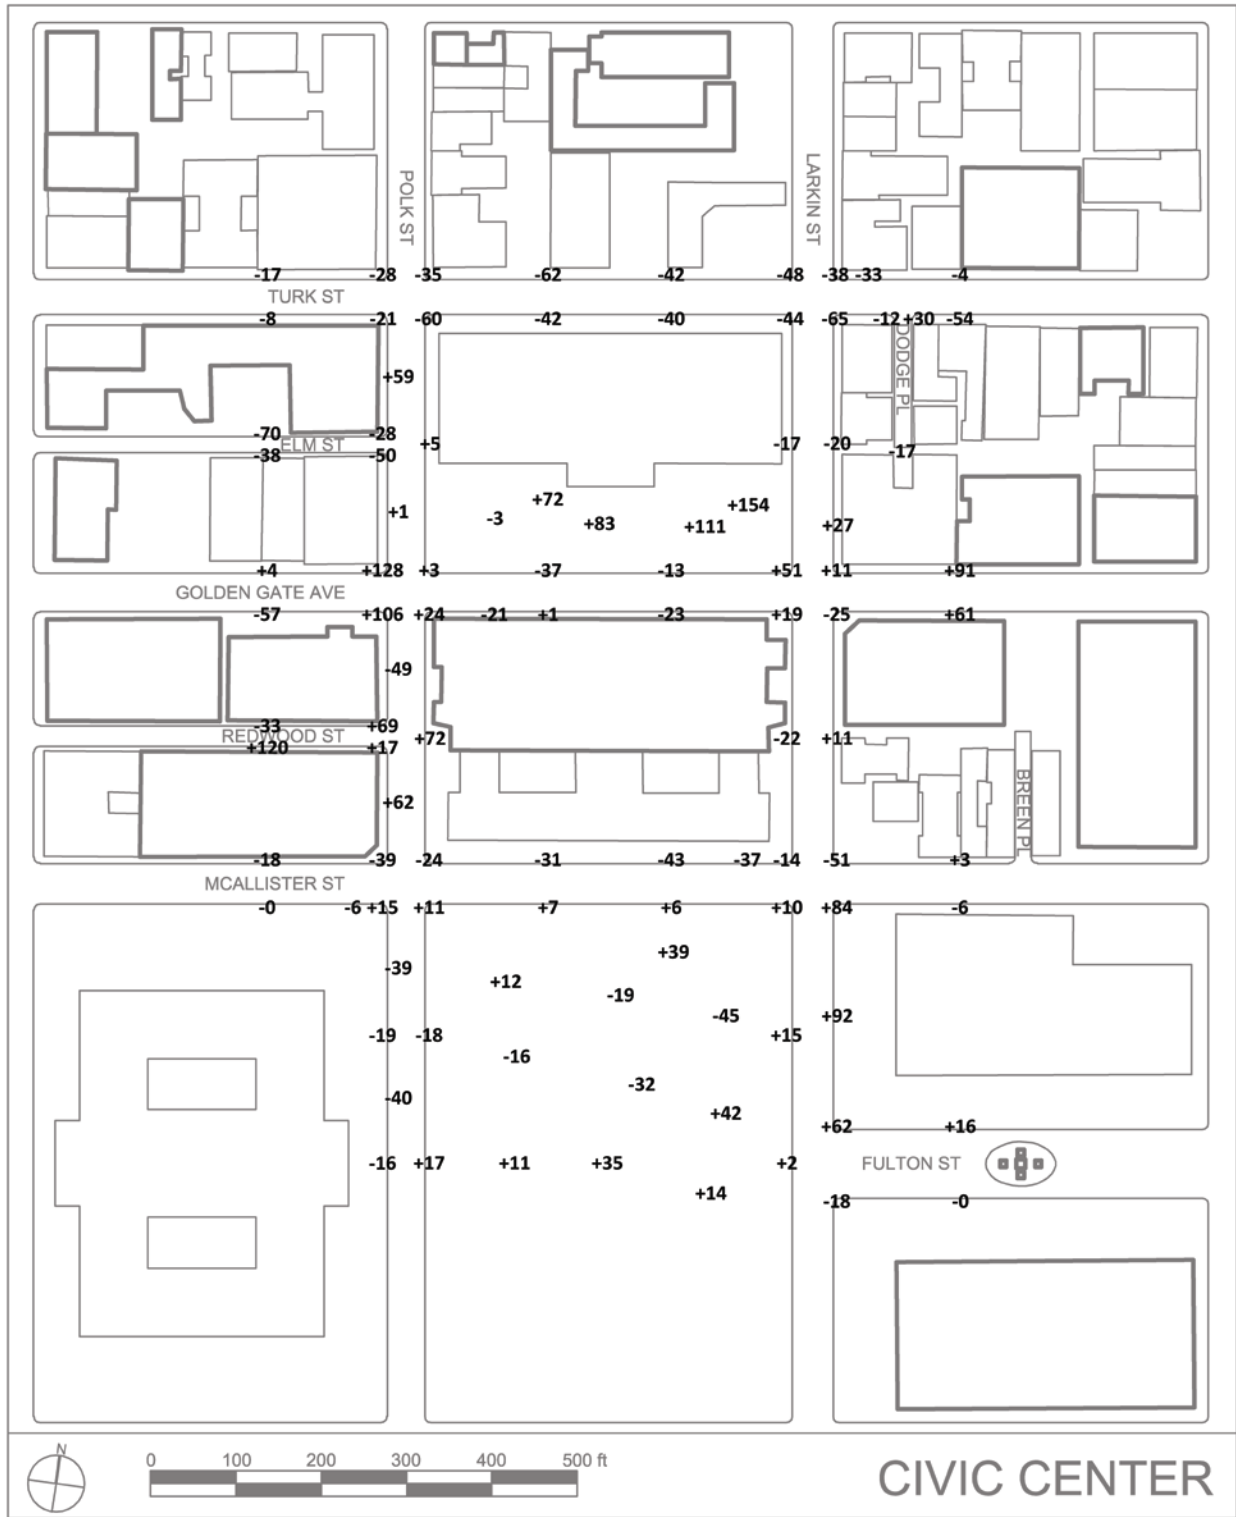 POLK ST
LARKIN ST
-17 -28 -35 -62 -42 -48 -38 -33 -4
TURK ST
-8 -21 -60 -42 -40 -44 -65 -12 +30 -54
DODGE PL
+59
-70 -28 +5 -17 -20 -17
ELM ST
-38 -50
+72 +154
+1 -3 +83 +111 +27
+4 +128 +3 -37 -13 +51 +11 +91
GOLDEN GATE AVE
-57 +106 +24 -21 +1 -23 +19 -25 +61
-49
-33 +69
REDWOOD ST +72 -22 +11
+120 +17
BREEN PL
+62
-18 -39 -24 -31 -43 -37 -14 -51 +3
MCALLISTER ST
-0 -6 +15 +11 +7 +6 +10 +84 -6
+39
-39 +12
-19 -45 +92
-19 -18 +15
-16
-40 -32
+42
+62 +16
-16 +17 +11 +35 +2 FULTON ST
+14
-18 -0
N
0 100 200 300 400 500 ft
CIVIC CENTER